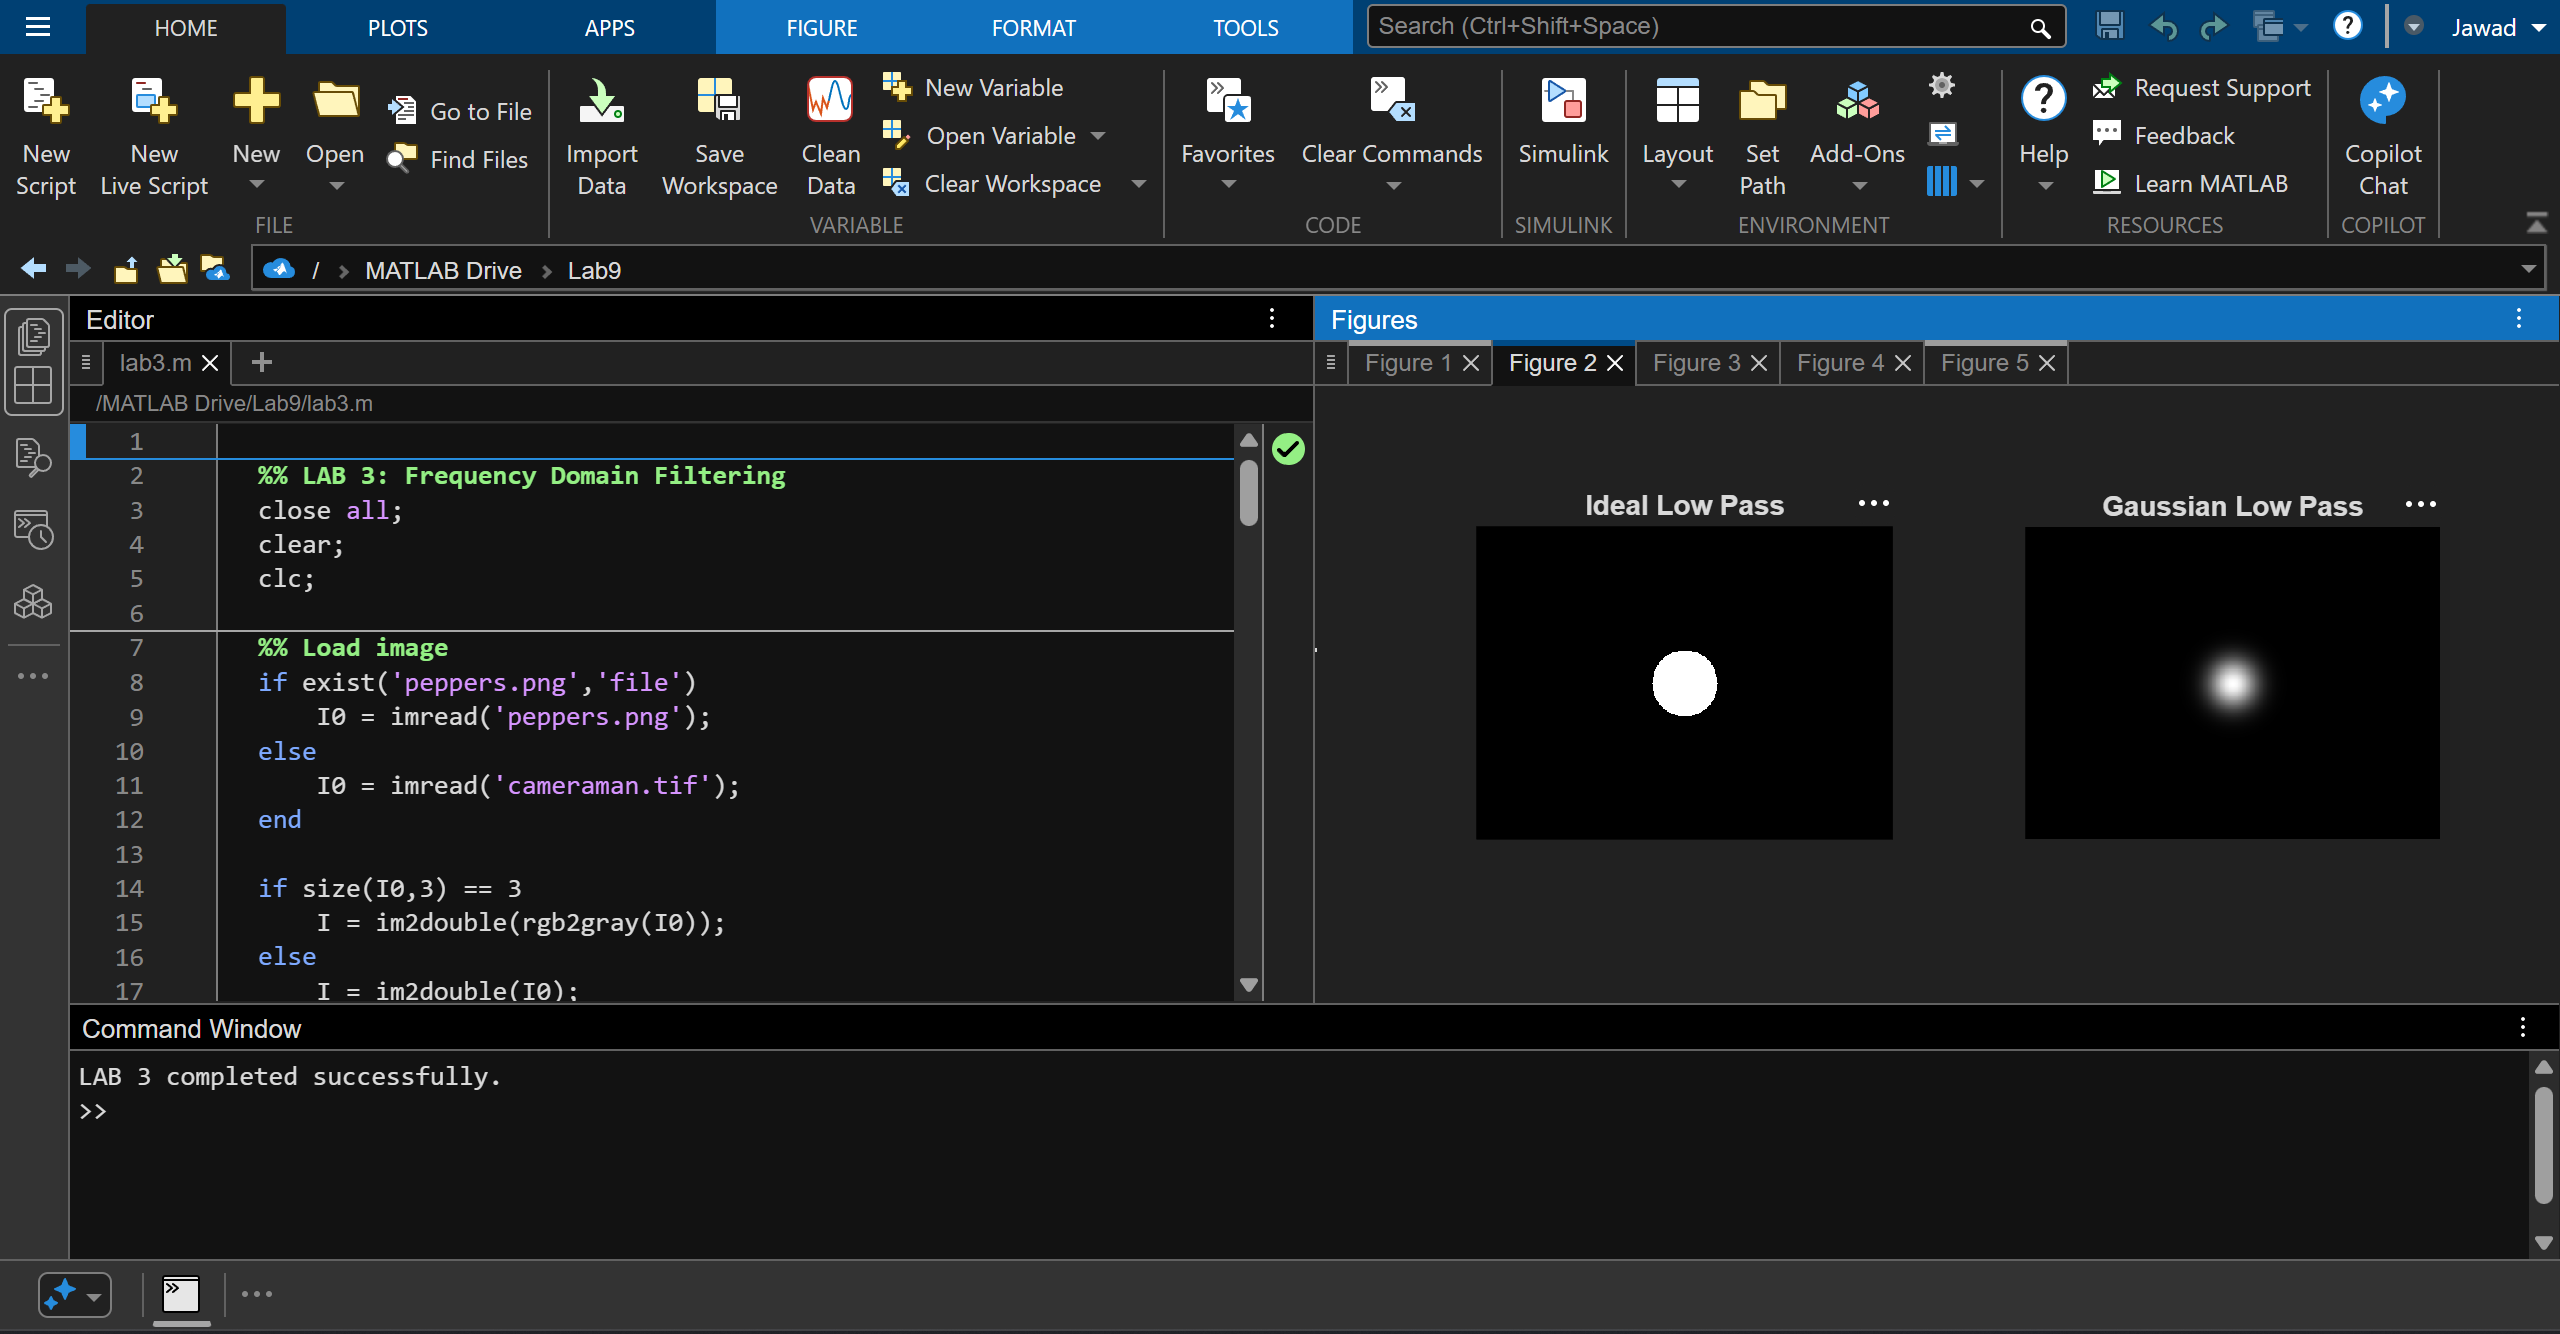 HOME PLOTS APPS FIGURE FORMAT TOOLS Search (Ctrl+Shift+Space) Jawad
New Script
New Live Script
New
Open
Go to File
Find Files
FILE
Import Data
Save Workspace
Clean Data
New Variable
Open Variable
Clear Workspace
VARIABLE
Favorites
Clear Commands
CODE
Simulink
SIMULINK
Layout
Set Path
Add-Ons
ENVIRONMENT
Help
Request Support
Feedback
Learn MATLAB
RESOURCES
Copilot Chat
COPILOT
/ > MATLAB Drive > Lab9
Editor
lab3.m
/MATLAB Drive/Lab9/lab3.m
1
2 %% LAB 3: Frequency Domain Filtering
3 close all;
4 clear;
5 clc;
6
7 %% Load image
8 if exist('peppers.png','file')
9 I0 = imread('peppers.png');
10 else
11 I0 = imread('cameraman.tif');
12 end
13
14 if size(I0,3) == 3
15 I = im2double(rgb2gray(I0));
16 else
17 I = im2double(I0);
Figures
Figure 1 Figure 2 Figure 3 Figure 4 Figure 5
Ideal Low Pass
Gaussian Low Pass
Command Window
LAB 3 completed successfully.
>>